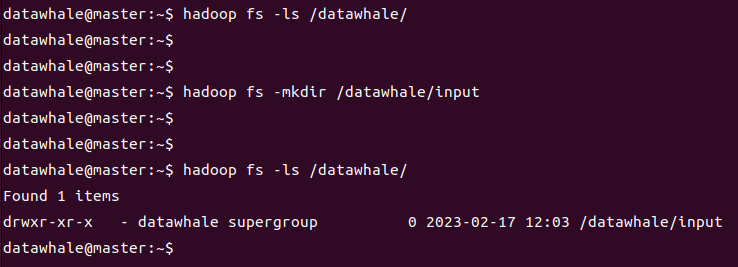 datawhale@master:~$ hadoop fs -ls /datawhale/
datawhale@master:~$
datawhale@master:~$
datawhale@master:~$ hadoop fs -mkdir /datawhale/input
datawhale@master:~$
datawhale@master:~$
datawhale@master:~$ hadoop fs -ls /datawhale/
Found 1 items
drwxr-xr-x   - datawhale supergroup          0 2023-02-17 12:03 /datawhale/input
datawhale@master:~$